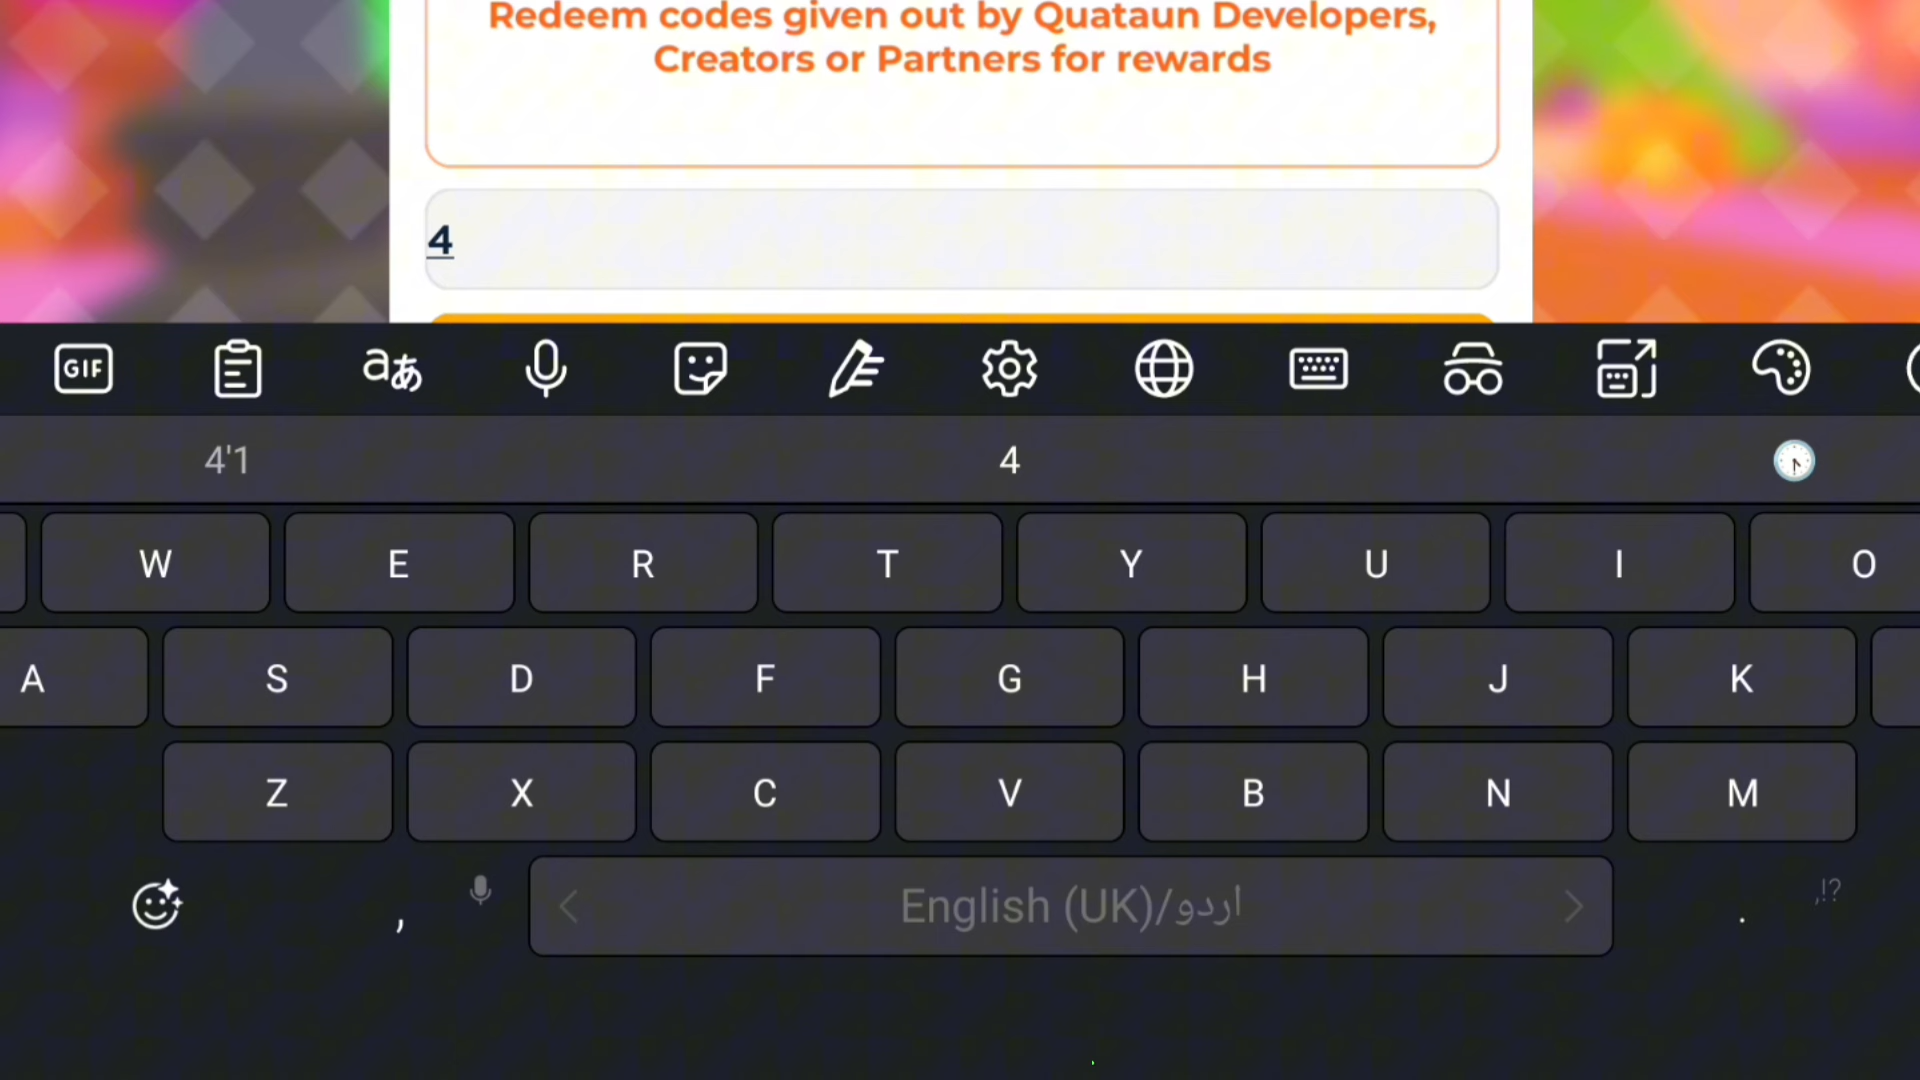 Redeem codes given out by Quataun Developers,
Creators or Partners for rewards
4
GIF
aあ
4'1 4
W E R T Y U I O
A S D F G H J K
Z X C V B N M
, English (UK)/اردو . ,!?